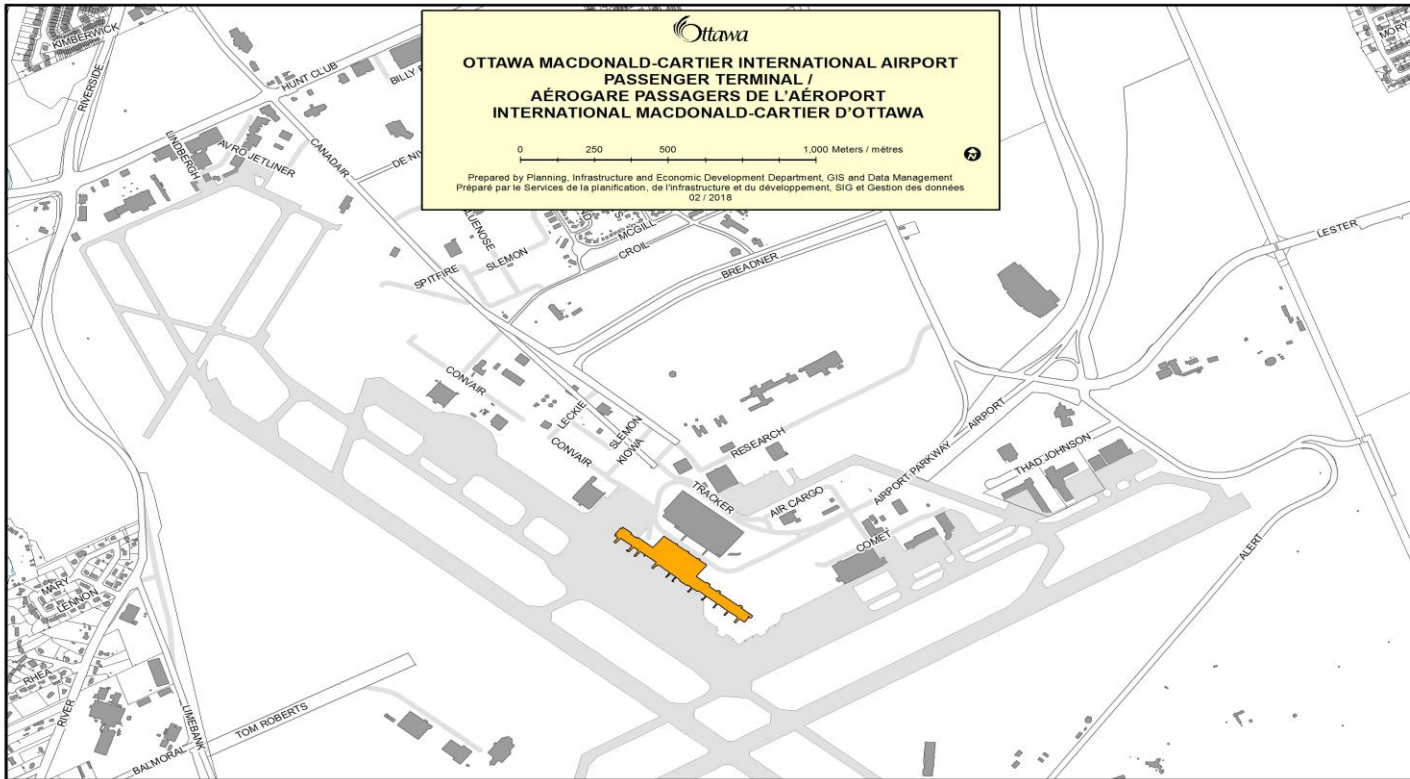 Ottawa
OTTAWA MACDONALD-CARTIER INTERNATIONAL AIRPORT
PASSENGER TERMINAL /
AÉROGARE PASSAGERS DE L'AÉROPORT
INTERNATIONAL MACDONALD-CARTIER D'OTTAWA
0 250 500 1,000 Meters / mètres
Prepared by Planning, Infrastructure and Economic Development Department, GIS and Data Management
Préparé par le Services de la planification, de l'infrastructure et du développement, SIG et Gestion des données
02 / 2018
KIMBERWICK
RIVERSIDE
HUNT CLUB
BILLY
LINDBERGH
AVRO JETLINER
CANADAIR
MCGILL
CROIL
SLEMON
SPITFIRE
BREADNER
LESTER
CONVAIR
LECKIE
SLEMON
KIOWA
CONVAIR
RESEARCH
TRACKER
AIR CARGO
AIRPORT PARKWAY
AIRPORT
THAD JOHNSON
COMET
ALERT
MARY
LENNON
RHEA
RIVER
LIMEBANK
TOM ROBERTS
BALMORAL